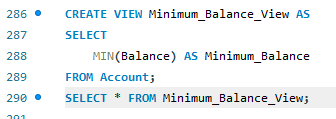 286 CREATE VIEW Minimum_Balance_View AS
287 SELECT
288 MIN(Balance) AS Minimum_Balance
289 FROM Account;
290 SELECT * FROM Minimum_Balance_View;